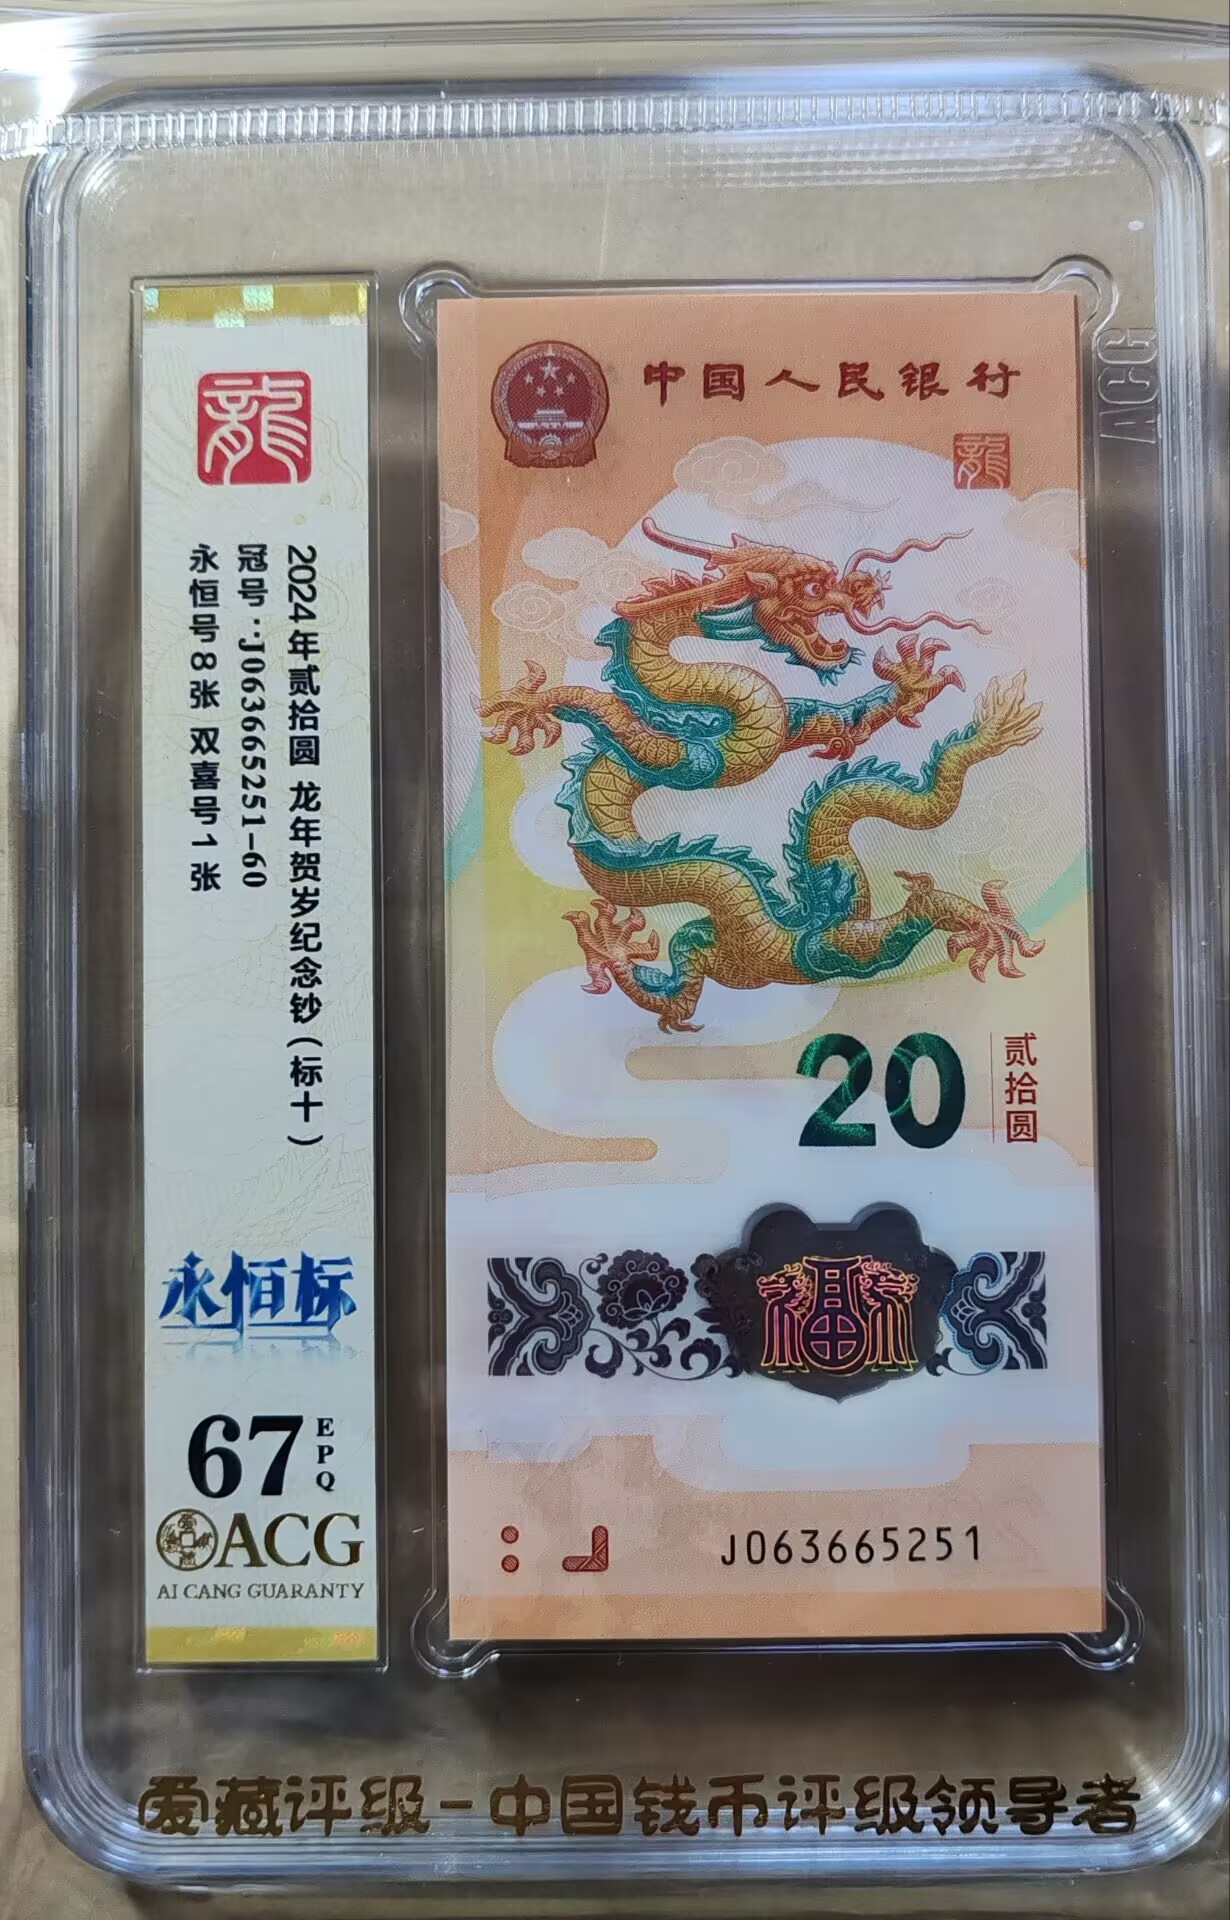 龍
2024年贰拾圆 龙年贺岁纪念钞(标十)
冠号:J063665251-60
永恒号8张 双喜号1张
永恒标
67 EPQ
ACG
AI CANG GUARANTY
中国人民银行
龍
20
贰拾圆
福
J063665251
ACG
爱藏评级-中国钱币评级领导者